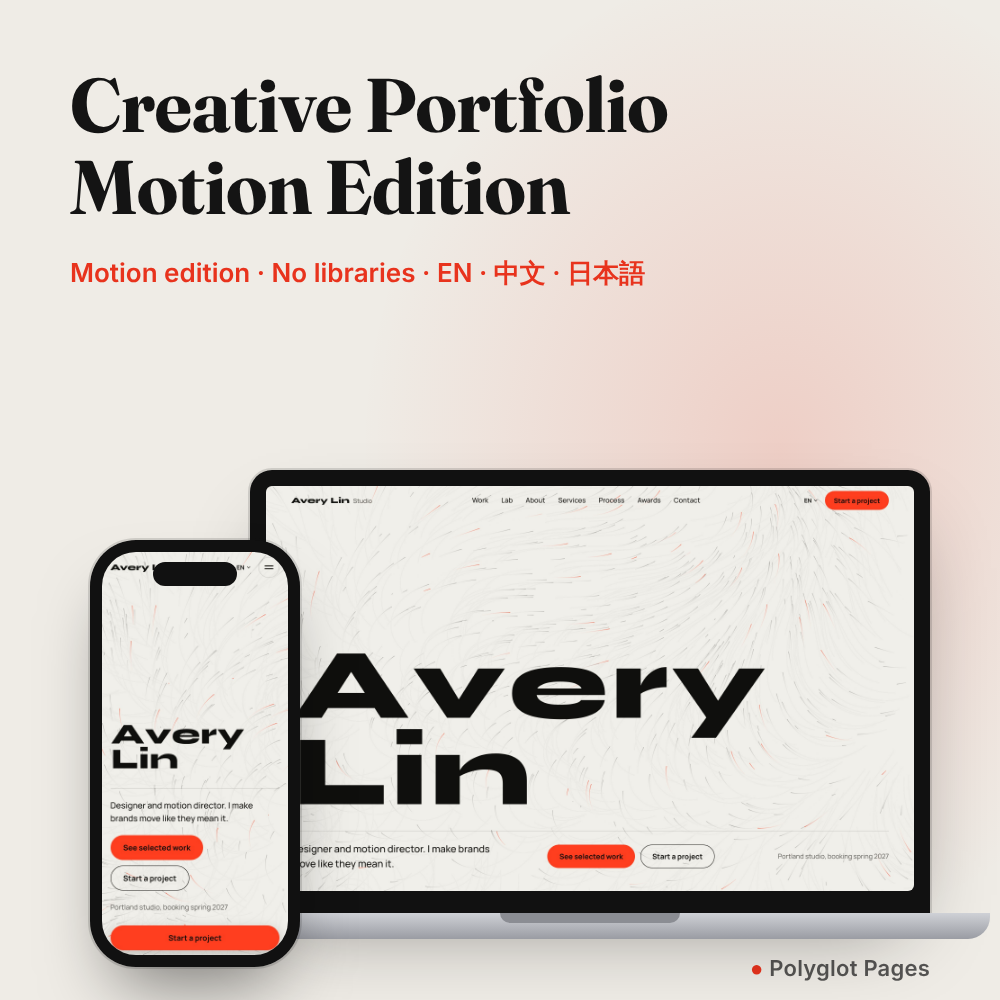 Creative Portfolio
Motion Edition
Motion edition · No libraries · EN · 中文 · 日本語
Avery Lin Studio
Work Lab About Services Process Awards Contact
EN
Start a project
Avery
Lin
esigner and motion director. I make brands
ove like they mean it.
See selected work
Start a project
Portland studio, booking spring 2027
Avery
EN
Avery
Lin
Designer and motion director. I make
brands move like they mean it.
See selected work
Start a project
Portland studio, booking spring 2027
Start a project
Polyglot Pages